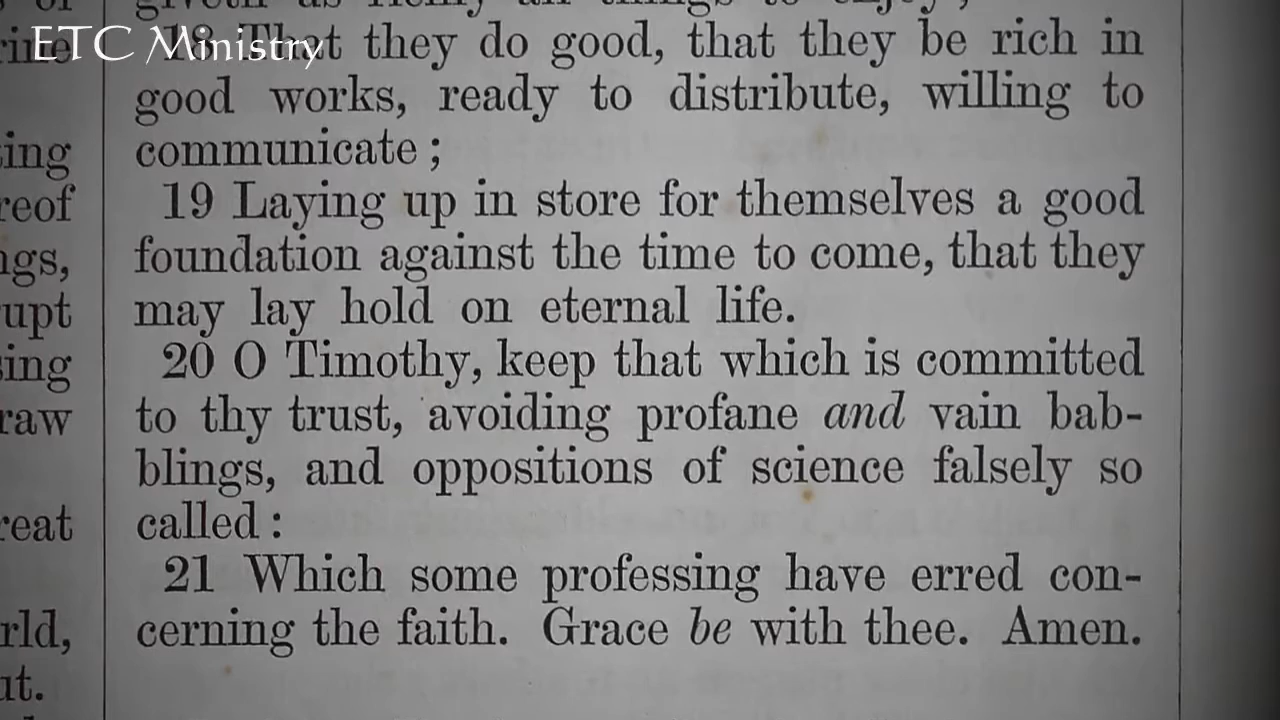 ETC Ministry
18 That they do good, that they be rich in
good works, ready to distribute, willing to
communicate ;
19 Laying up in store for themselves a good
foundation against the time to come, that they
may lay hold on eternal life.
20 O Timothy, keep that which is committed
to thy trust, avoiding profane and vain bab-
blings, and oppositions of science falsely so
called :
21 Which some professing have erred con-
cerning the faith. Grace be with thee. Amen.